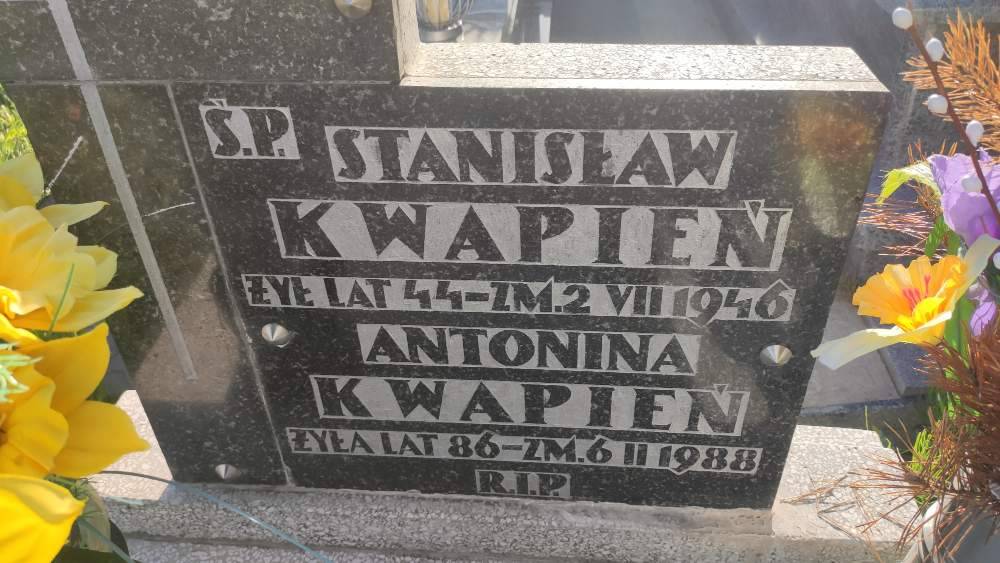 Ś.P. STANISŁAW
KWAPIEŃ
ŻYŁ LAT 44-ZM.2 VII 1946
ANTONINA
KWAPIEŃ
ŻYŁA LAT 86-ZM.6 II 1988
R.I.P.